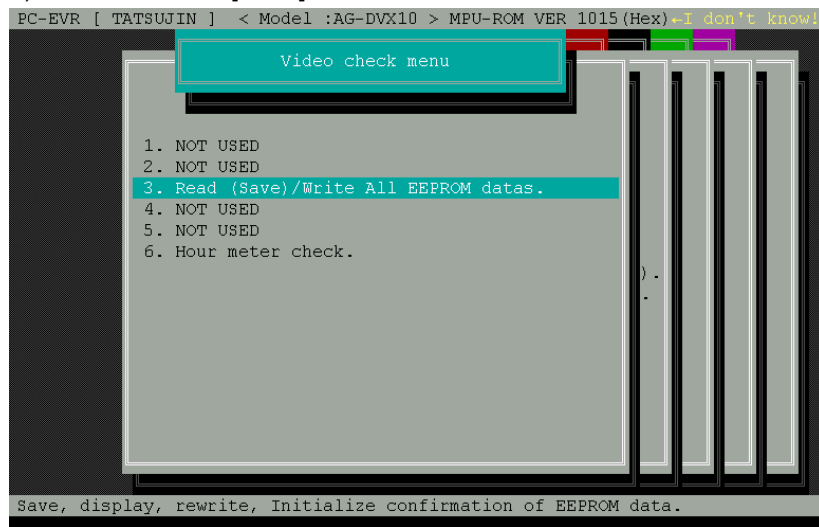 PC-EVR [ TATSUJIN ]  < Model :AG-DVX10 > MPU-ROM VER 1015(Hex)←I don't know!
Video check menu
1. NOT USED
2. NOT USED
3. Read (Save)/Write All EEPROM datas.
4. NOT USED
5. NOT USED
6. Hour meter check.
).
.
Save, display, rewrite, Initialize confirmation of EEPROM data.